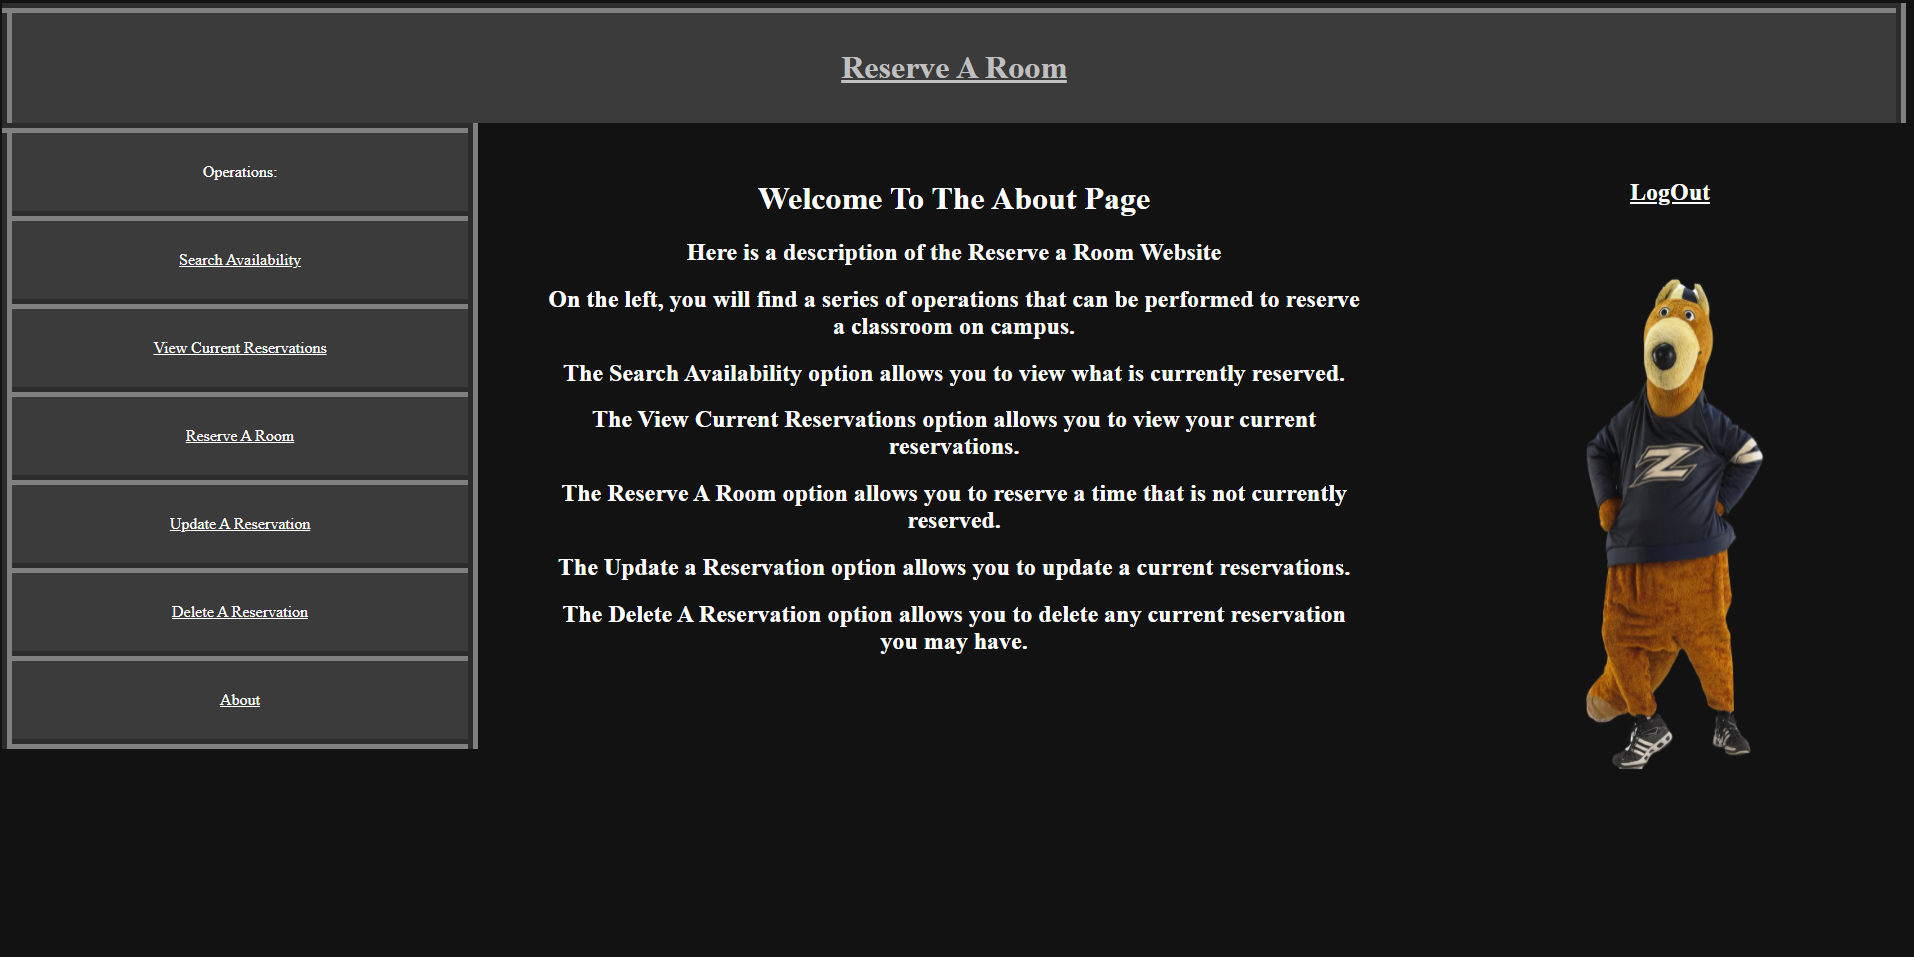 Reserve A Room
Operations:
Search Availability
View Current Reservations
Reserve A Room
Update A Reservation
Delete A Reservation
About
Welcome To The About Page
Here is a description of the Reserve a Room Website
On the left, you will find a series of operations that can be performed to reserve
a classroom on campus.
The Search Availability option allows you to view what is currently reserved.
The View Current Reservations option allows you to view your current
reservations.
The Reserve A Room option allows you to reserve a time that is not currently
reserved.
The Update a Reservation option allows you to update a current reservations.
The Delete A Reservation option allows you to delete any current reservation
you may have.
LogOut
Z